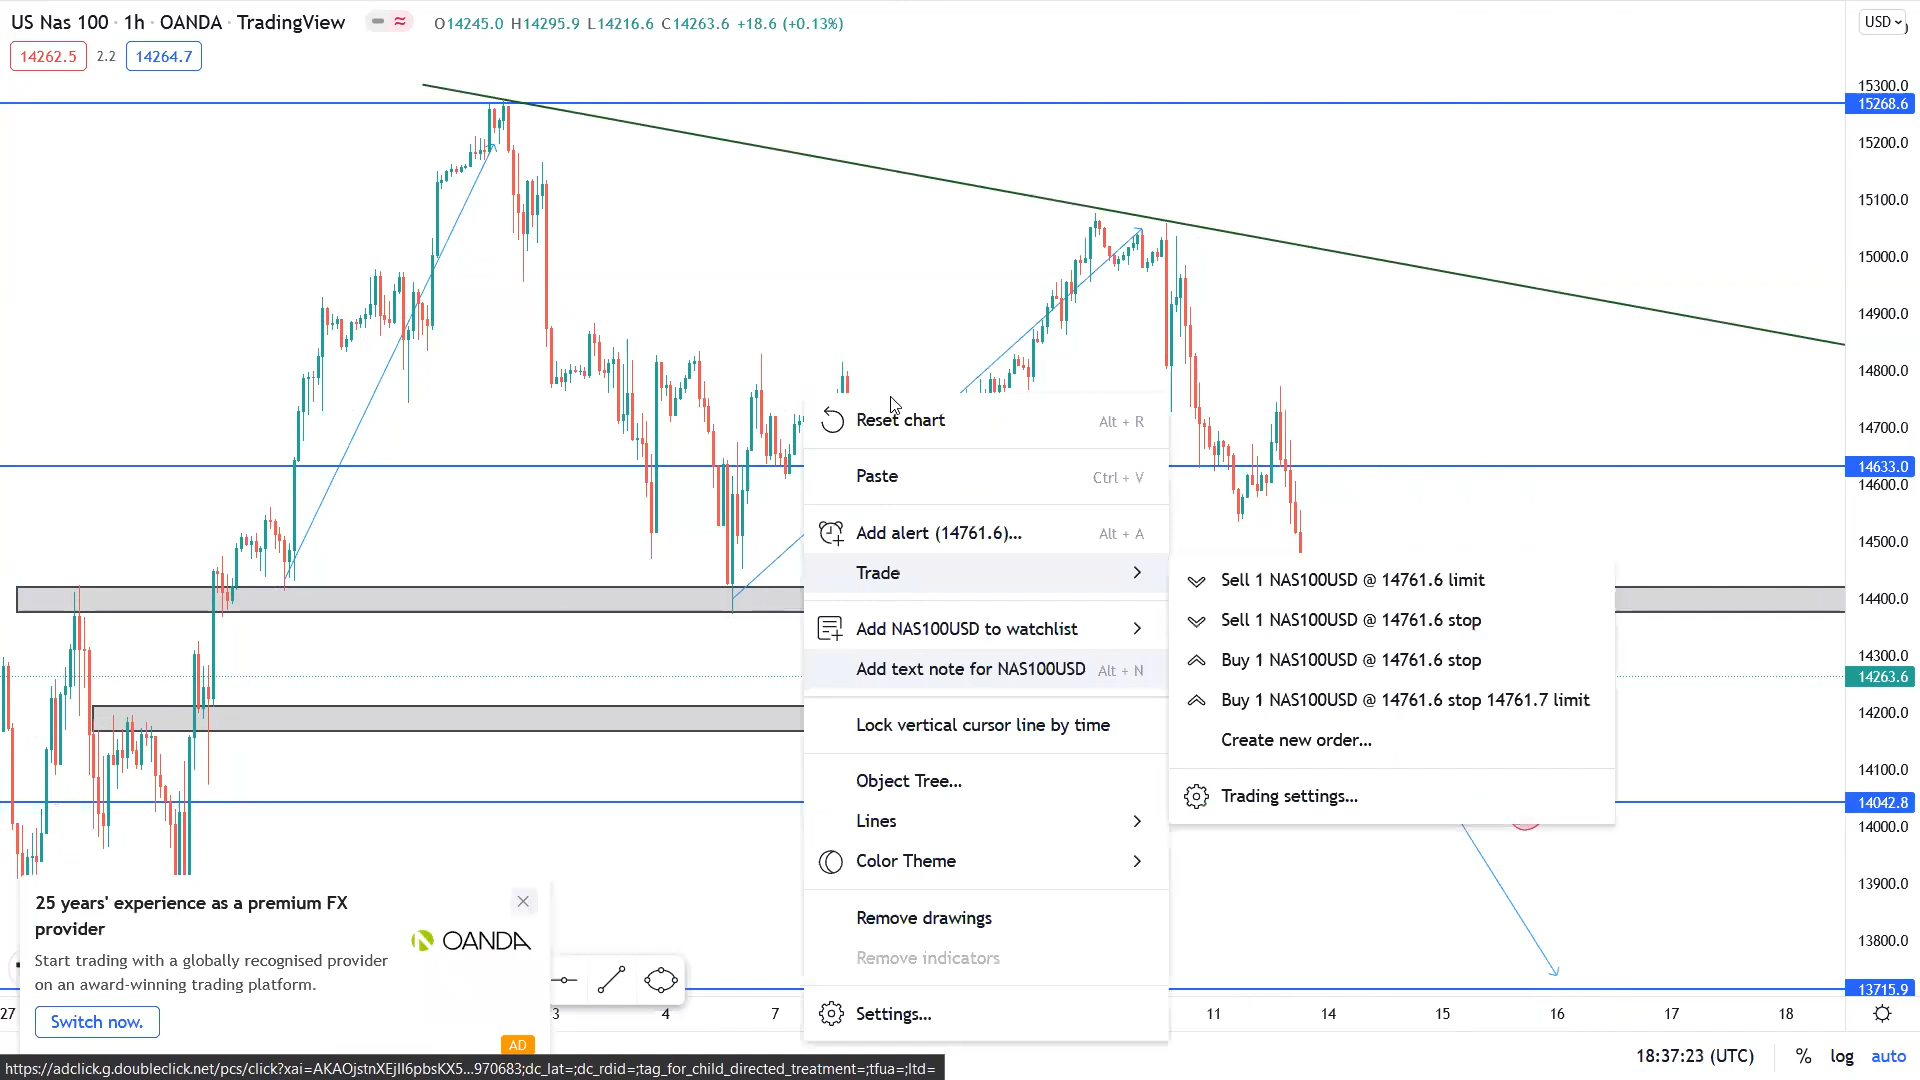 US Nas 100 · 1h · OANDA · TradingView
O14245.0 H14295.9 L14216.6 C14263.6 +18.6 (+0.13%)
USD
14262.5 2.2 14264.7
15300.0
15268.6
15200.0
15100.0
15000.0
14900.0
14800.0
14700.0
14633.0
14600.0
14500.0
14400.0
14300.0
14263.6
14200.0
14100.0
14042.8
14000.0
13900.0
13800.0
13715.9
Reset chart Alt + R
Paste Ctrl + V
Add alert (14761.6)... Alt + A
Trade
Add NAS100USD to watchlist
Add text note for NAS100USD Alt + N
Lock vertical cursor line by time
Object Tree...
Lines
Color Theme
Remove drawings
Remove indicators
Settings...
Sell 1 NAS100USD @ 14761.6 limit
Sell 1 NAS100USD @ 14761.6 stop
Buy 1 NAS100USD @ 14761.6 stop
Buy 1 NAS100USD @ 14761.6 stop 14761.7 limit
Create new order...
Trading settings...
25 years' experience as a premium FX
provider
OANDA
Start trading with a globally recognised provider
on an award-winning trading platform.
Switch now.
AD
27 3 4 7 11 14 15 16 17 18
18:37:23 (UTC) % log auto
https://adclick.g.doubleclick.net/pcs/click?xai=AKAOjstnXEjII6pbsKX5...970683;dc_lat=;dc_rdid=;tag_for_child_directed_treatment=;tfua=;ltd=